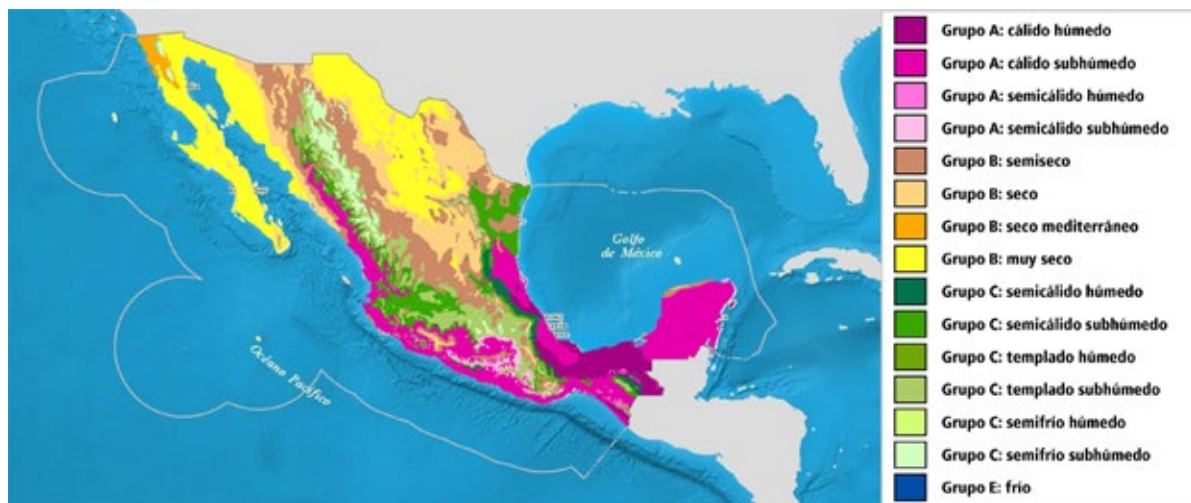 Golfo
de México
Océano Pacífico
Grupo A: cálido húmedo
Grupo A: cálido subhúmedo
Grupo A: semicálido húmedo
Grupo A: semicálido subhúmedo
Grupo B: semiseco
Grupo B: seco
Grupo B: seco mediterráneo
Grupo B: muy seco
Grupo C: semicálido húmedo
Grupo C: semicálido subhúmedo
Grupo C: templado húmedo
Grupo C: templado subhúmedo
Grupo C: semifrío húmedo
Grupo C: semifrío subhúmedo
Grupo E: frío